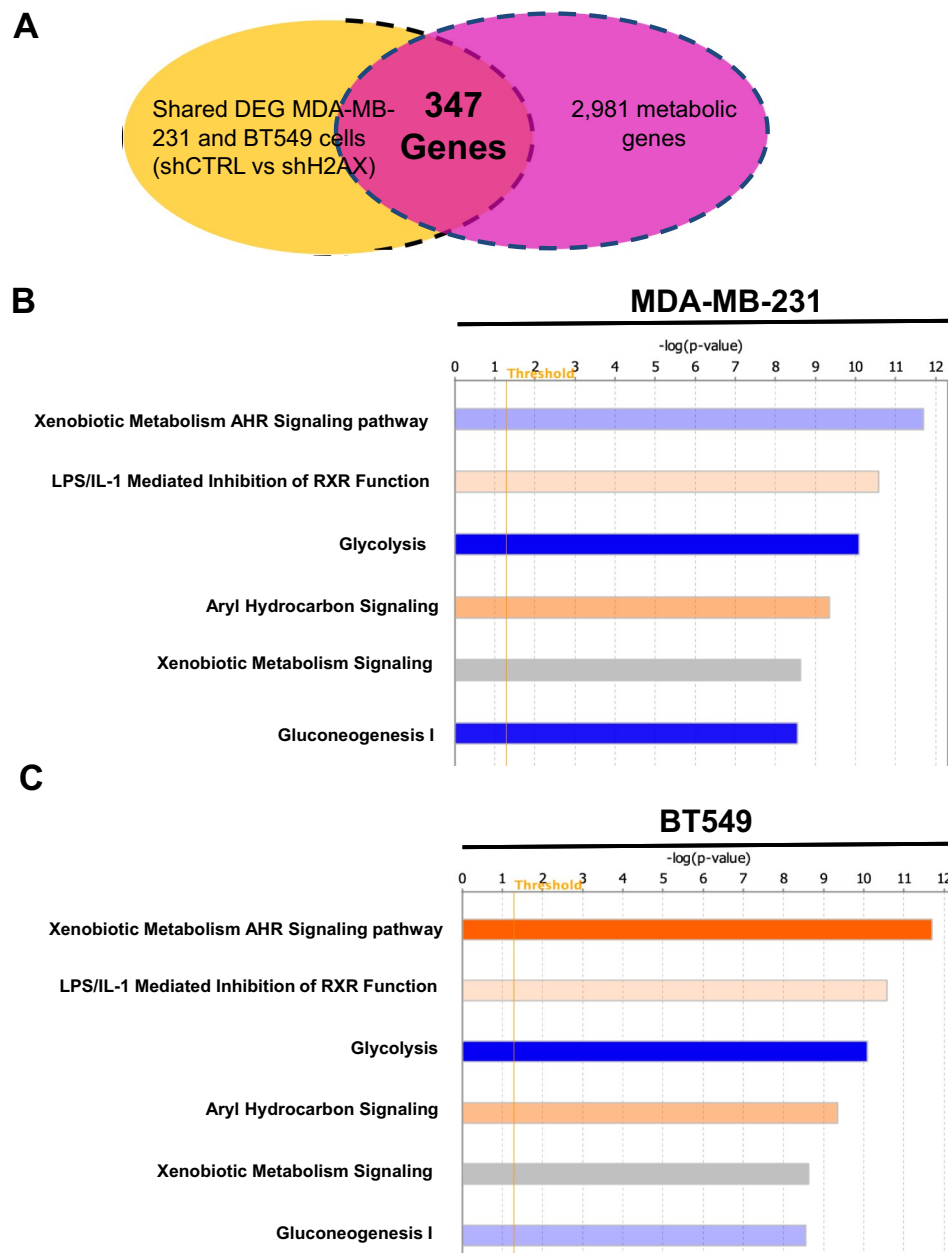 A
Shared DEG MDA-MB-
231 and BT549 cells
(shCTRL vs shH2AX)
347
Genes
2,981 metabolic
genes
B
MDA-MB-231
-log(p-value)
0 1 2 3 4 5 6 7 8 9 10 11 12
Threshold
Xenobiotic Metabolism AHR Signaling pathway
LPS/IL-1 Mediated Inhibition of RXR Function
Glycolysis
Aryl Hydrocarbon Signaling
Xenobiotic Metabolism Signaling
Gluconeogenesis I
C
BT549
-log(p-value)
0 1 2 3 4 5 6 7 8 9 10 11 12
Threshold
Xenobiotic Metabolism AHR Signaling pathway
LPS/IL-1 Mediated Inhibition of RXR Function
Glycolysis
Aryl Hydrocarbon Signaling
Xenobiotic Metabolism Signaling
Gluconeogenesis I